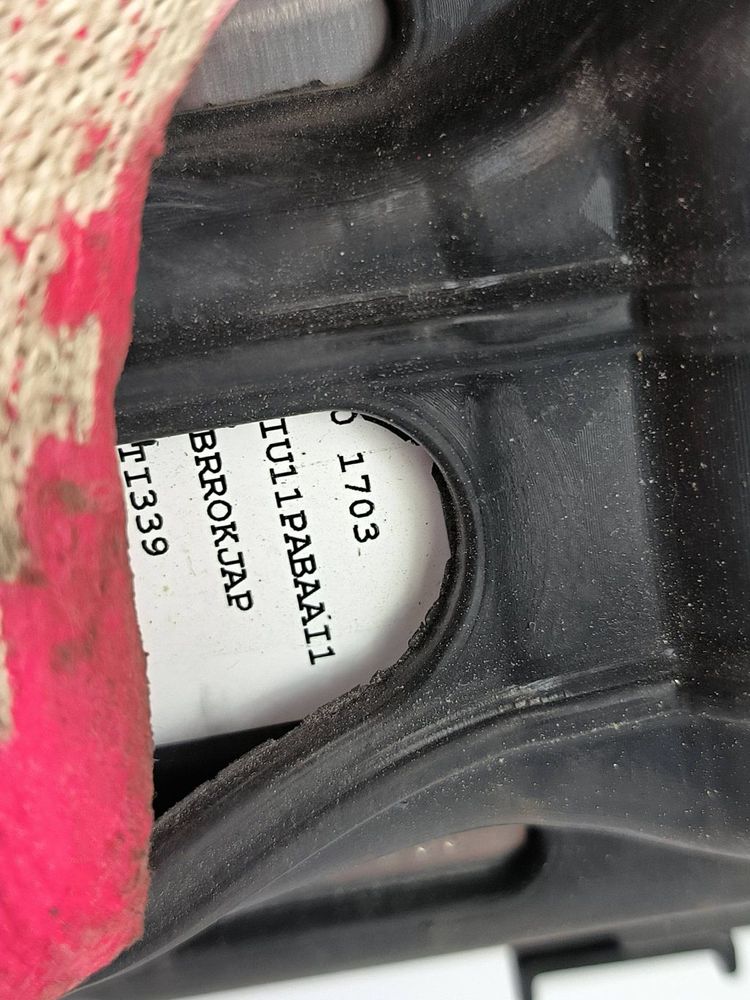 O 1703
IU11PABAAI1
BRROKJAP
TI339